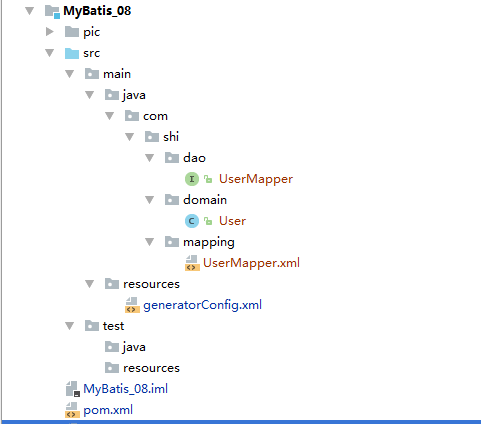 MyBatis_08
pic
src
main
java
com
shi
dao
UserMapper
domain
User
mapping
UserMapper.xml
resources
generatorConfig.xml
test
java
resources
MyBatis_08.iml
pom.xml